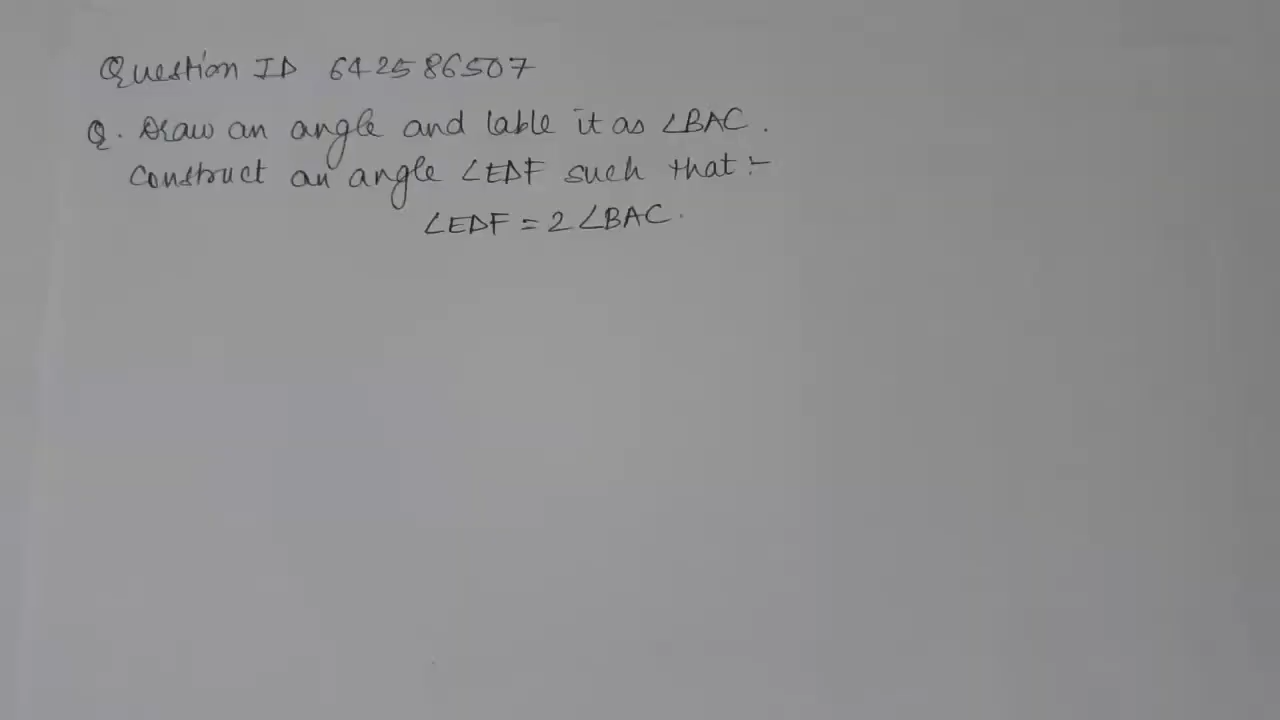 Question ID 642586507
Q. Draw an angle and lable it as ∠BAC.
Construct an angle ∠EDF such that :-
∠EDF = 2∠BAC.